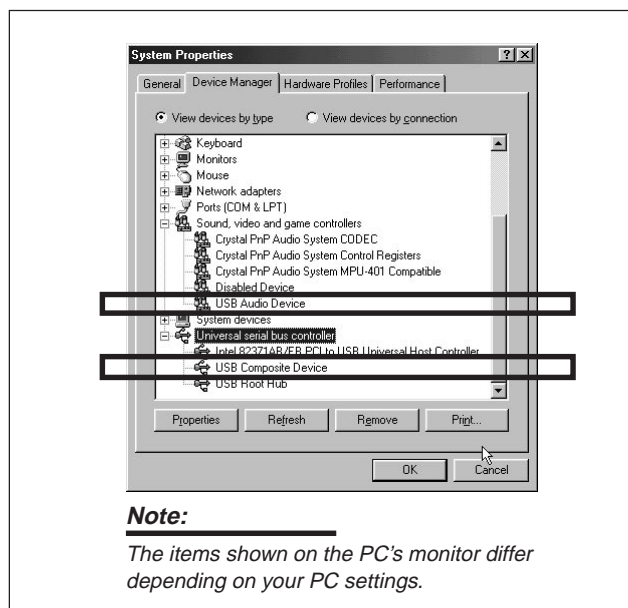 System Properties
General Device Manager Hardware Profiles Performance
View devices by type View devices by connection
Keyboard
Monitors
Mouse
Network adapters
Ports (COM & LPT)
Sound, video and game controllers
Crystal PnP Audio System CODEC
Crystal PnP Audio System Control Registers
Crystal PnP Audio System MPU-401 Compatible
Disabled Device
USB Audio Device
System devices
Universal serial bus controller
Intel 82371AB/EB PCI to USB Universal Host Controller
USB Composite Device
USB Root Hub
Properties Refresh Remove Print...
OK Cancel
Note:
The items shown on the PC's monitor differ
depending on your PC settings.